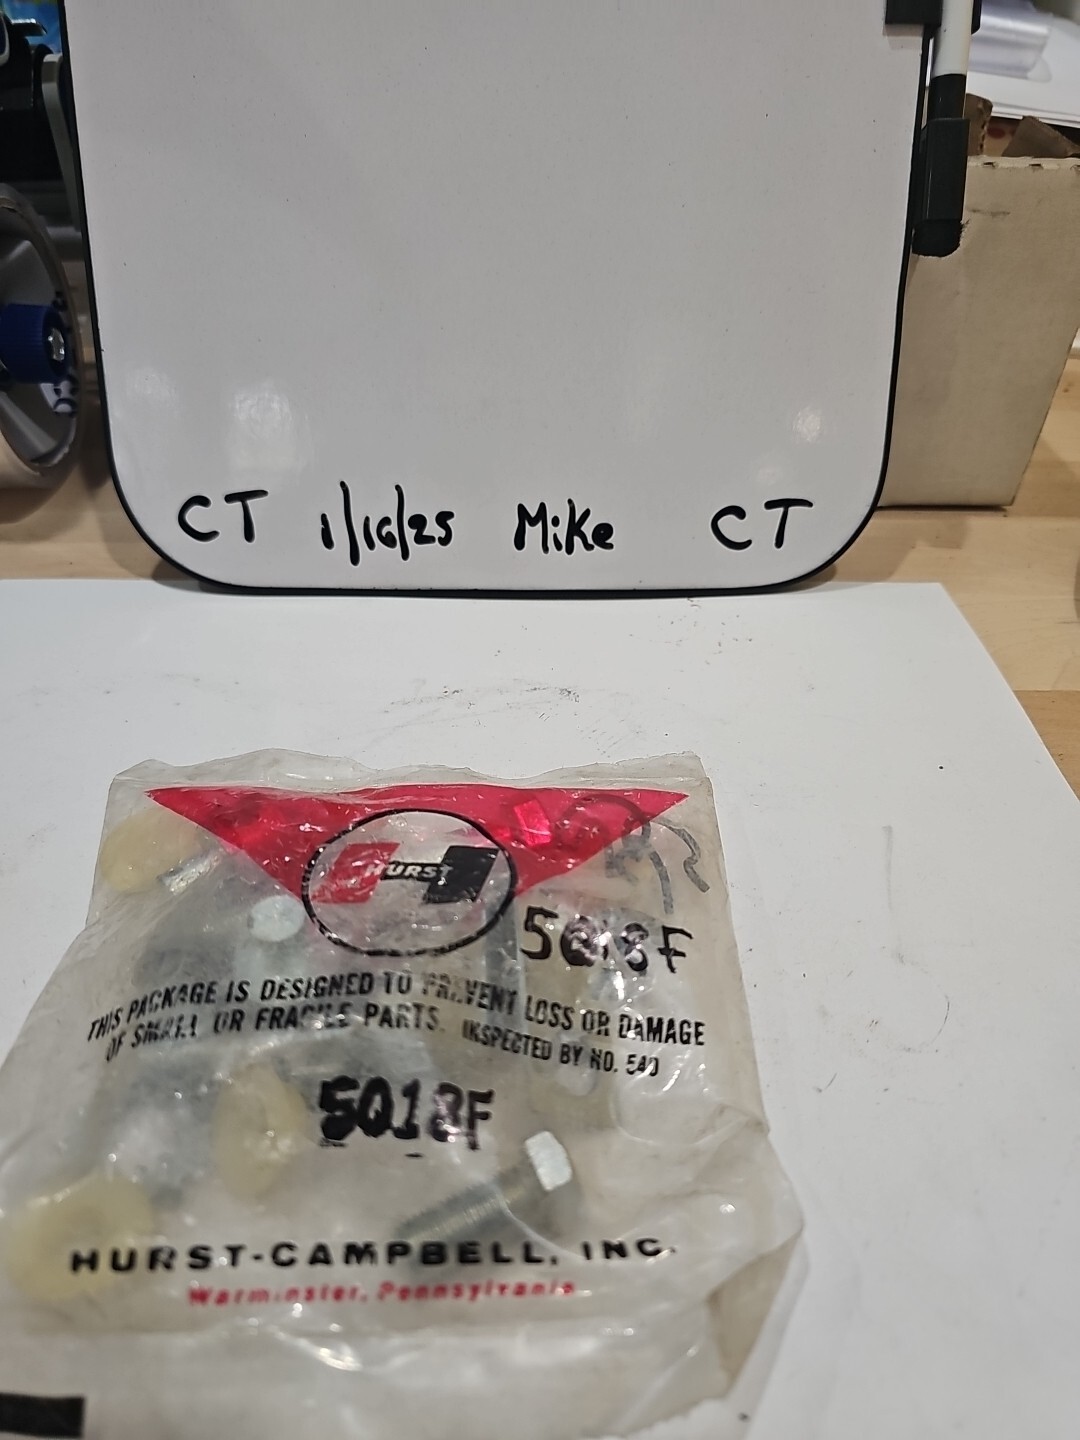 CT 1/16/25 Mike CT
HURST
5018F
THIS PACKAGE IS DESIGNED TO PREVENT LOSS OR DAMAGE
OF SMALL OR FRAGILE PARTS. INSPECTED BY NO. 540
5018F
HURST-CAMPBELL, INC.
Warminster, Pennsylvania